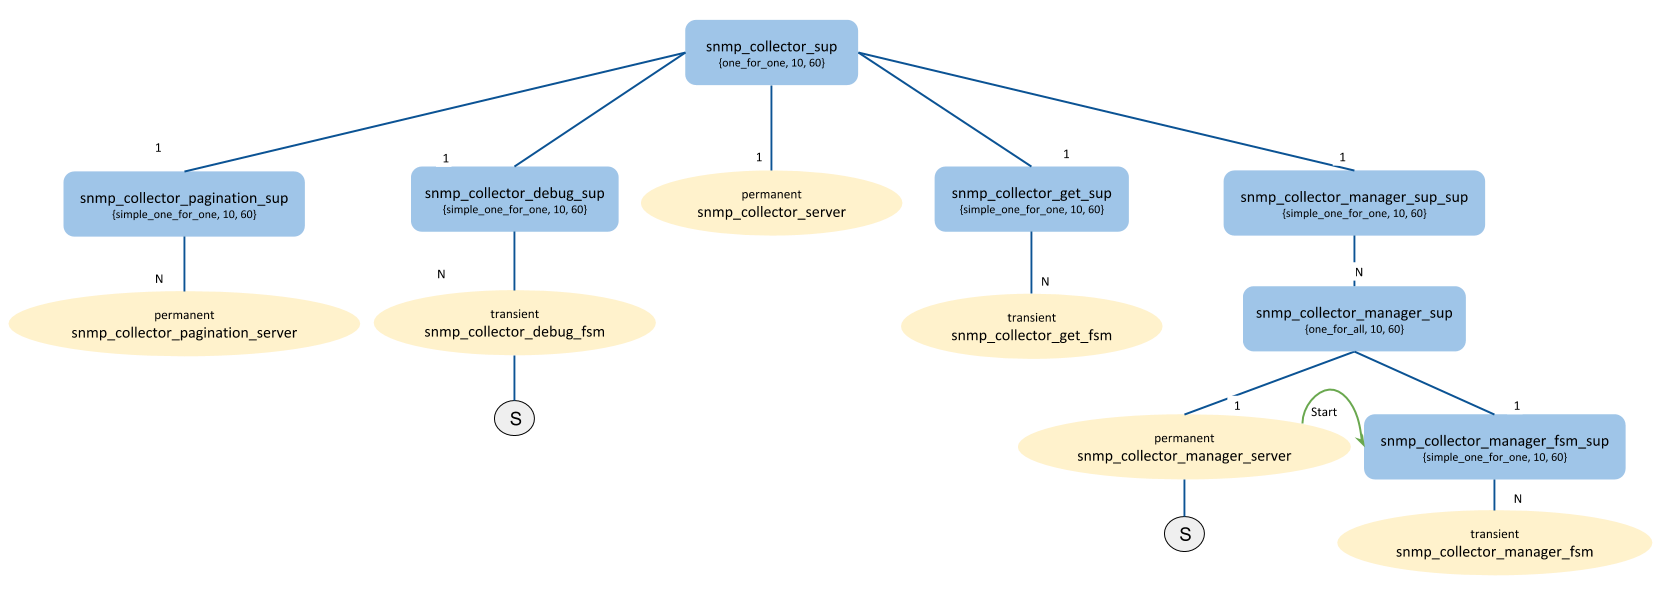 snmp_collector_sup
{one_for_one, 10, 60}
1
1
1
1
1
snmp_collector_pagination_sup
{simple_one_for_one, 10, 60}
snmp_collector_debug_sup
{simple_one_for_one, 10, 60}
permanent
snmp_collector_server
snmp_collector_get_sup
{simple_one_for_one, 10, 60}
snmp_collector_manager_sup_sup
{simple_one_for_one, 10, 60}
N
N
N
N
permanent
snmp_collector_pagination_server
transient
snmp_collector_debug_fsm
transient
snmp_collector_get_fsm
snmp_collector_manager_sup
{one_for_all, 10, 60}
S
1
Start
1
permanent
snmp_collector_manager_server
snmp_collector_manager_fsm_sup
{simple_one_for_one, 10, 60}
N
S
transient
snmp_collector_manager_fsm